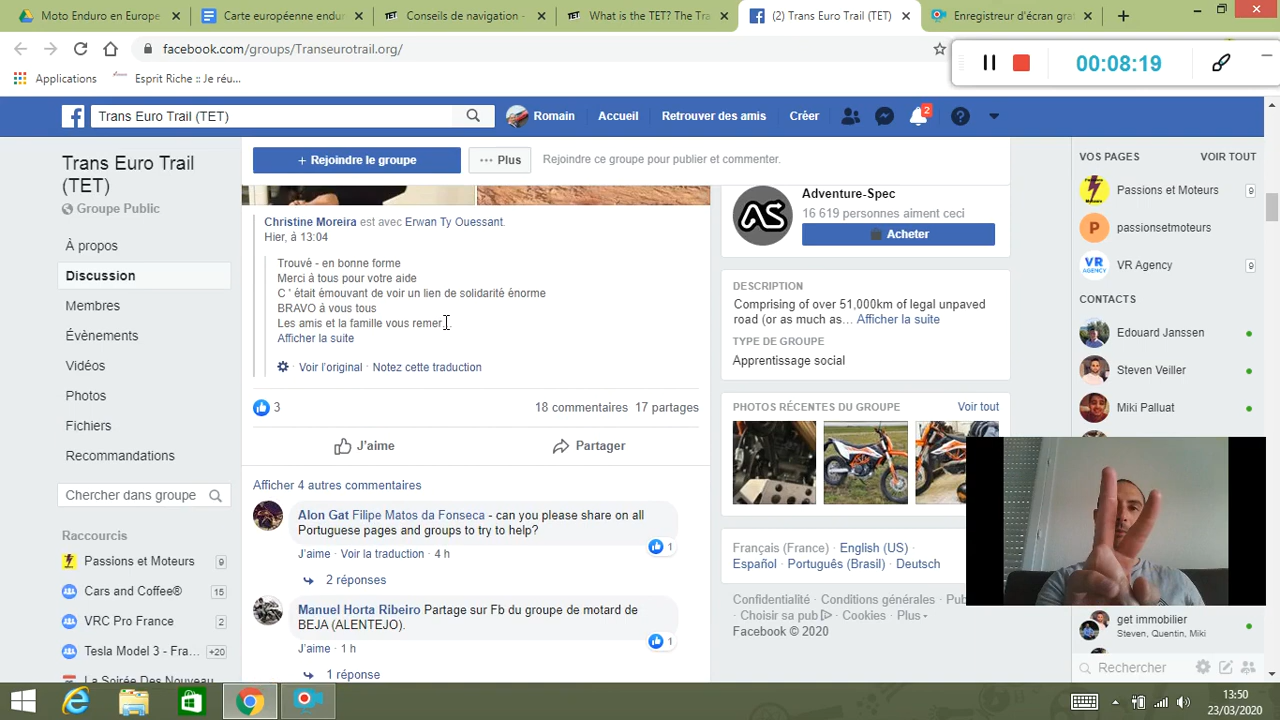 Moto Enduro en Europe
Carte européenne endur
Conseils de navigation -
What is the TET? The Tra
(2) Trans Euro Trail (TET)
Enregistreur d'écran grat
facebook.com/groups/Transeurotrail.org/
00:08:19
Applications
Esprit Riche :: Je réu...
Trans Euro Trail (TET)
Romain
Accueil
Retrouver des amis
Créer
2
Trans Euro Trail
(TET)
Groupe Public
À propos
Discussion
Membres
Évènements
Vidéos
Photos
Fichiers
Recommandations
Chercher dans groupe
Raccourcis
Passions et Moteurs 9
Cars and Coffee® 15
VRC Pro France 2
Tesla Model 3 - Fra... +20
La Soirée Des Nouveau
+ Rejoindre le groupe
Plus
Rejoindre ce groupe pour publier et commenter.
Christine Moreira est avec Erwan Ty Ouessant.
Hier, à 13:04
Trouvé - en bonne forme
Merci à tous pour votre aide
C ' était émouvant de voir un lien de solidarité énorme
BRAVO à vous tous
Les amis et la famille vous remer
Afficher la suite
Voir l'original · Notez cette traduction
3
18 commentaires 17 partages
J'aime
Partager
Afficher 4 autres commentaires
Alon Gat Filipe Matos da Fonseca - can you please share on all
Portuguese pages and groups to try to help?
1
J'aime · Voir la traduction · 4 h
2 réponses
Manuel Horta Ribeiro Partage sur Fb du groupe de motard de
BEJA (ALENTEJO).
1
J'aime · 1 h
1 réponse
Adventure-Spec
16 619 personnes aiment ceci
Acheter
DESCRIPTION
Comprising of over 51,000km of legal unpaved
road (or as much as... Afficher la suite
TYPE DE GROUPE
Apprentissage social
PHOTOS RÉCENTES DU GROUPE
Voir tout
Français (France) · English (US) ·
Español · Português (Brasil) · Deutsch
Confidentialité · Conditions générales · Pub
· Choisir sa pub · Cookies · Plus
Facebook © 2020
VOS PAGES
VOIR TOUT
Passions et Moteurs 9
passionsetmoteurs
VR Agency 9
CONTACTS
Edouard Janssen
Steven Veiller
Miki Palluat
get immobilier
Steven, Quentin, Miki
Rechercher
13:50
23/03/2020